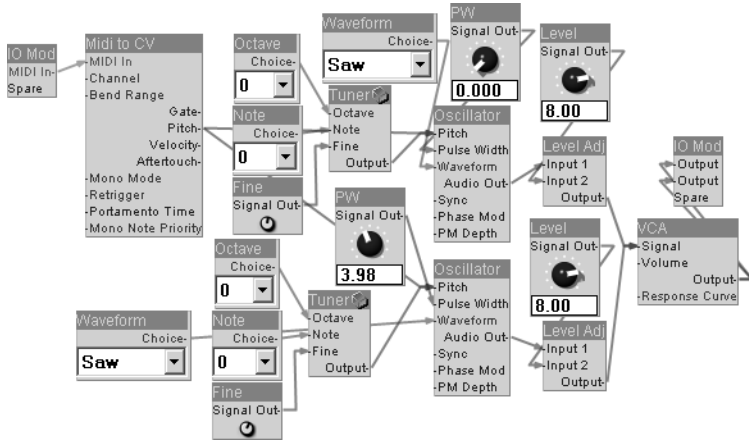 IO Mod
MIDI In
Spare
Midi to CV
MIDI In
Channel
Bend Range
Gate
Pitch
Velocity
Aftertouch
Mono Mode
Retrigger
Portamento Time
Mono Note Priority
Octave
Choice
0
Note
Choice
0
Fine
Signal Out
Waveform
Choice
Saw
Tuner
Octave
Note
Fine
Output
PW
Signal Out
0.000
Oscillator
Pitch
Pulse Width
Waveform
Audio Out
Sync
Phase Mod
PM Depth
Level
Signal Out
8.00
Level Adj
Input 1
Input 2
Output
IO Mod
Output
Output
Spare
VCA
Signal
Volume
Output
Response Curve
PW
Signal Out
3.98
Octave
Choice
0
Waveform
Choice
Saw
Note
Choice
0
Fine
Signal Out
Tuner
Octave
Note
Fine
Output
Oscillator
Pitch
Pulse Width
Waveform
Audio Out
Sync
Phase Mod
PM Depth
Level
Signal Out
8.00
Level Adj
Input 1
Input 2
Output